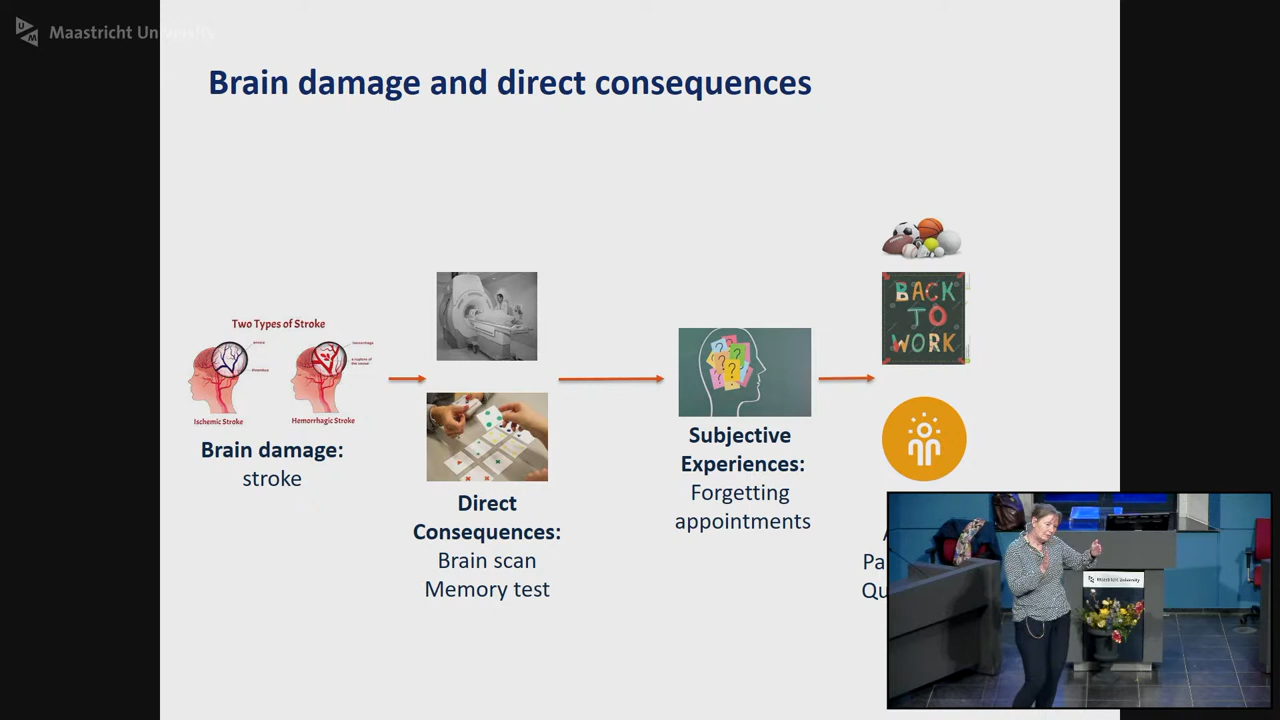 Maastricht
Brain damage and direct consequences
Two Types of Stroke
Ischemic Stroke
Hemorrhagic Stroke
Brain damage:
stroke
Direct
Consequences:
Brain scan
Memory test
Subjective
Experiences:
Forgetting
appointments
BACK
TO
WORK
Maastricht University